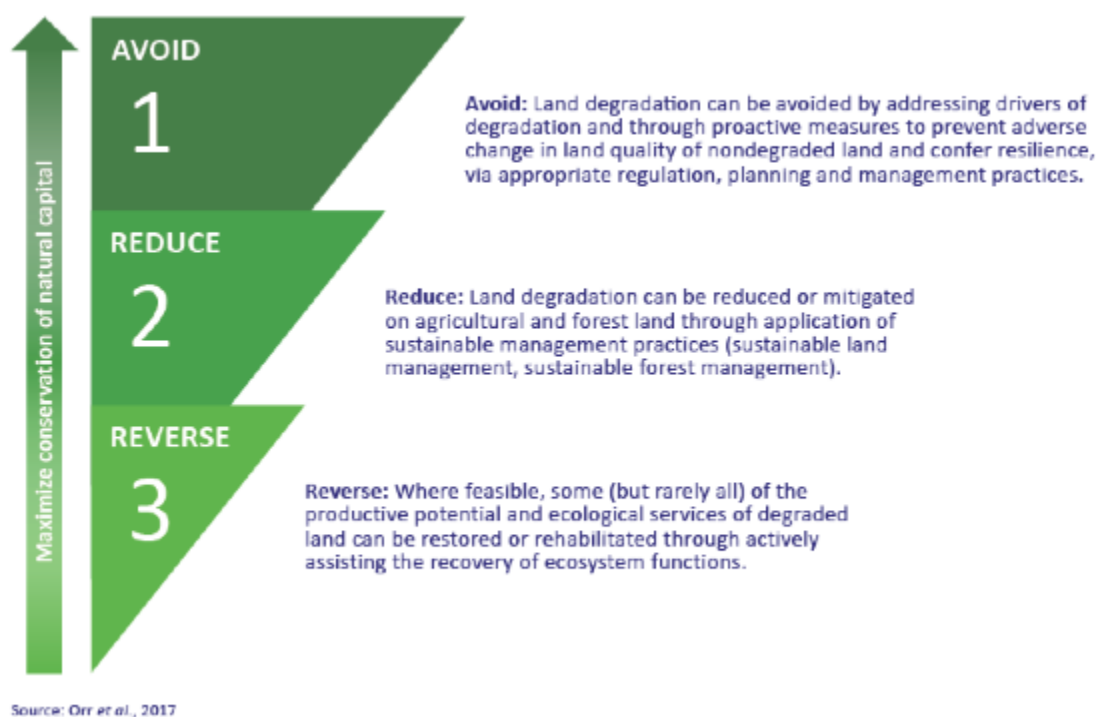 Maximize conservation of natural capital
AVOID
1
Avoid: Land degradation can be avoided by addressing drivers of
degradation and through proactive measures to prevent adverse
change in land quality of nondegraded land and confer resilience,
via appropriate regulation, planning and management practices.
REDUCE
2
Reduce: Land degradation can be reduced or mitigated
on agricultural and forest land through application of
sustainable management practices (sustainable land
management, sustainable forest management).
REVERSE
3
Reverse: Where feasible, some (but rarely all) of the
productive potential and ecological services of degraded
land can be restored or rehabilitated through actively
assisting the recovery of ecosystem functions.
Source: Orr et al., 2017